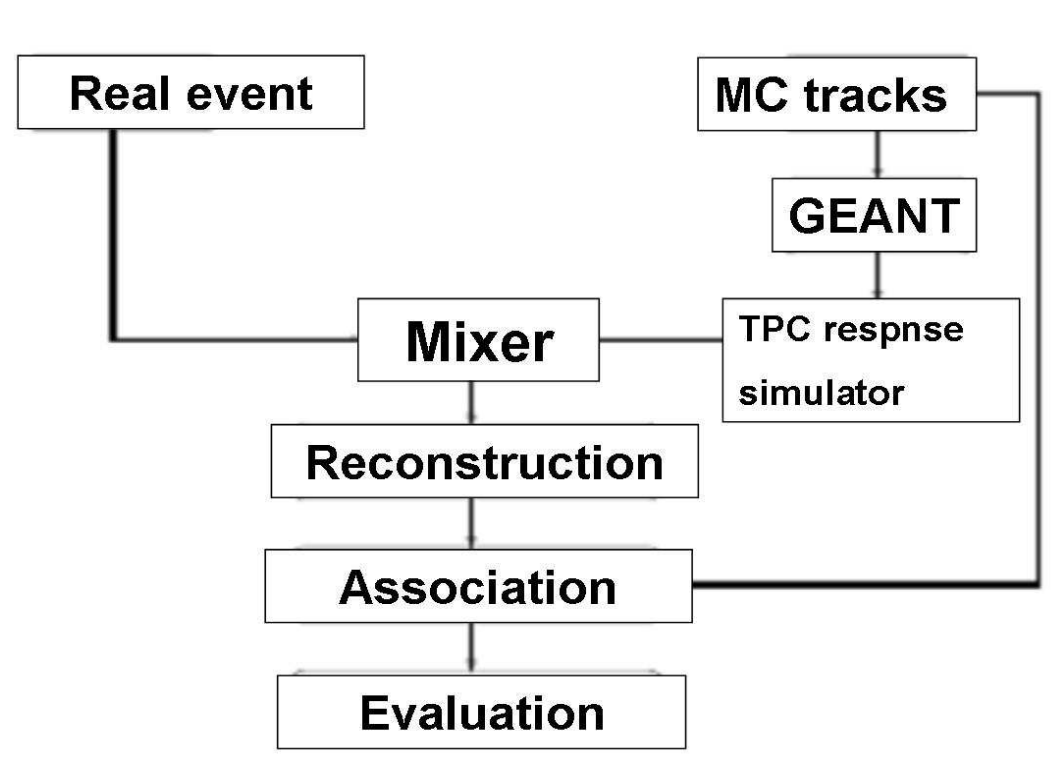 Real event
MC tracks
GEANT
Mixer
TPC respnse
simulator
Reconstruction
Association
Evaluation